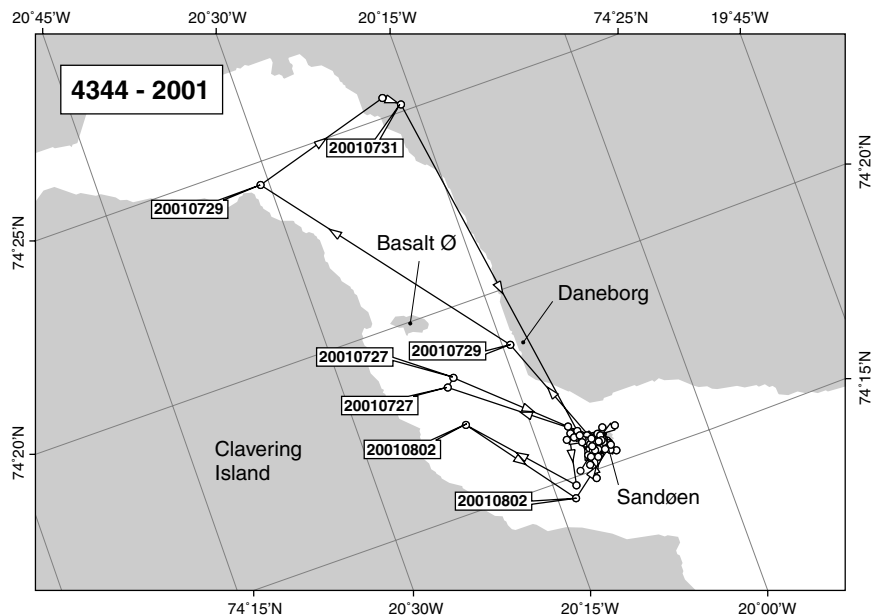 20˚45'W 20˚30'W 20˚15'W 74˚25'N 19˚45'W
4344 - 2001
20010731
74˚20'N
20010729
74˚25'N
Basalt Ø
Daneborg
20010727 20010729
74˚15'N
20010727
20010802
Clavering
Island
74˚20'N
20010802
Sandøen
74˚15'N 20˚30'W 20˚15'W 20˚00'W